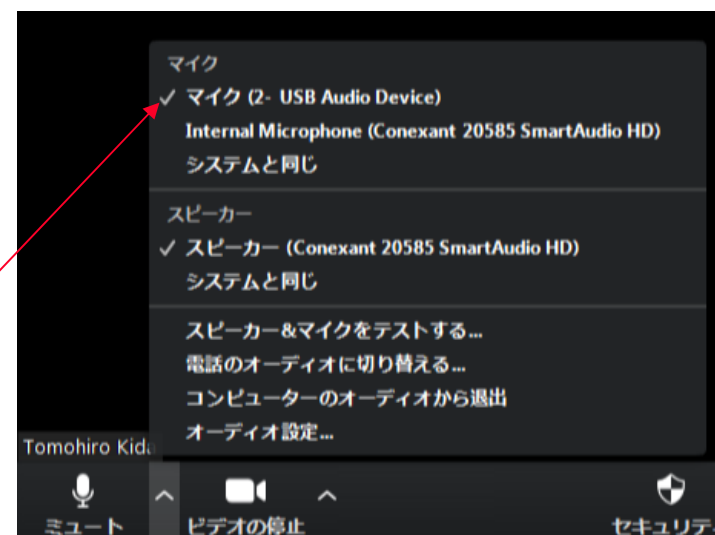 マイク
マイク (2- USB Audio Device)
Internal Microphone (Conexant 20585 SmartAudio HD)
システムと同じ
スピーカー
スピーカー (Conexant 20585 SmartAudio HD)
システムと同じ
スピーカー&マイクをテストする...
電話のオーディオに切り替える...
コンピューターのオーディオから退出
オーディオ設定...
Tomohiro Kida
ミュート
ビデオの停止
セキュリテ